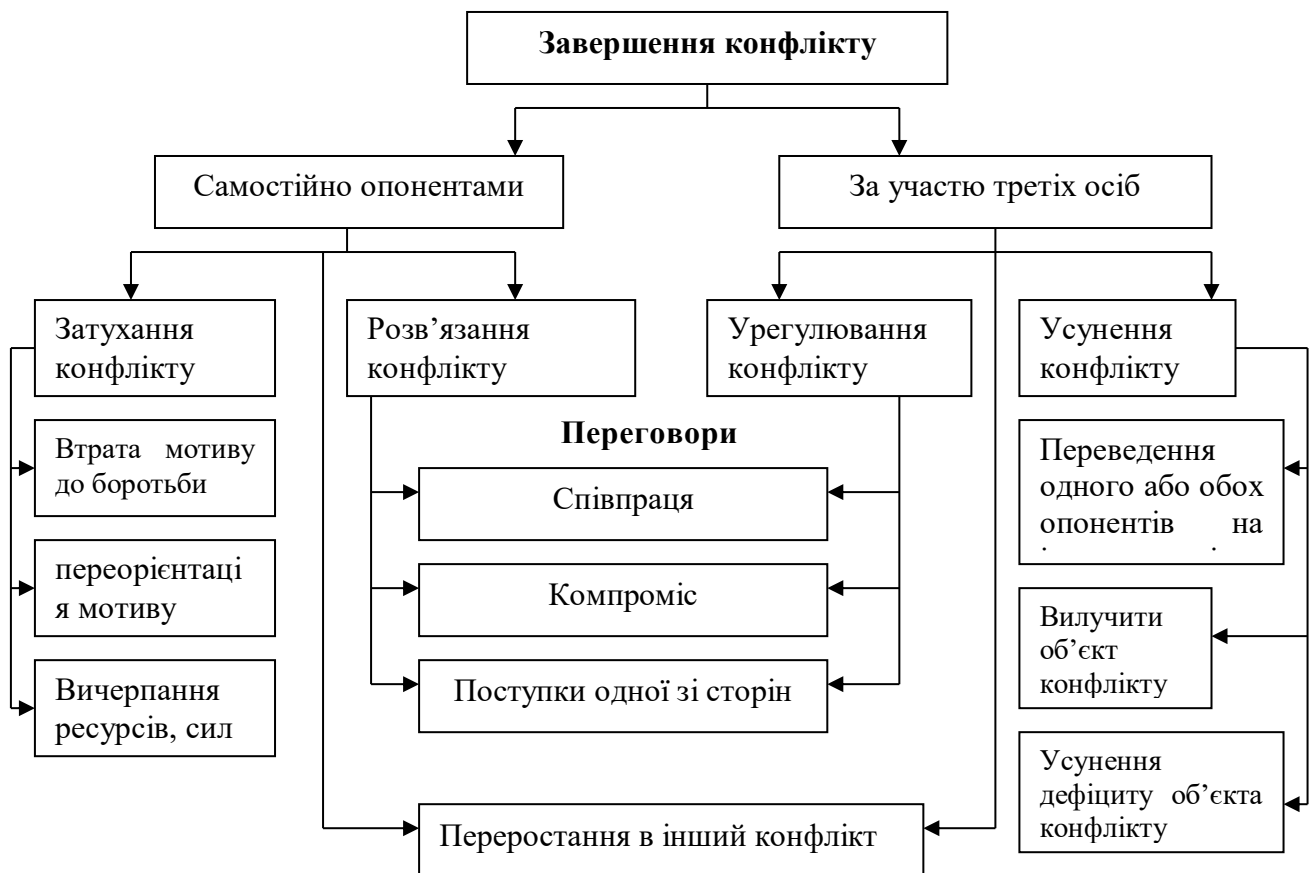 Завершення конфлікту
Самостійно опонентами
За участю третіх осіб
Затухання
конфлікту
Розв’язання
конфлікту
Урегулювання
конфлікту
Усунення
конфлікту
Втрата мотиву
до боротьби
переорієнтаці
я мотиву
Вичерпання
ресурсів, сил
Переговори
Співпраця
Компроміс
Поступки одної зі сторін
Переростання в інший конфлікт
Переведення
одного або обох
опонентів на
Вилучити
об’єкт
конфлікту
Усунення
дефіциту об’єкта
конфлікту